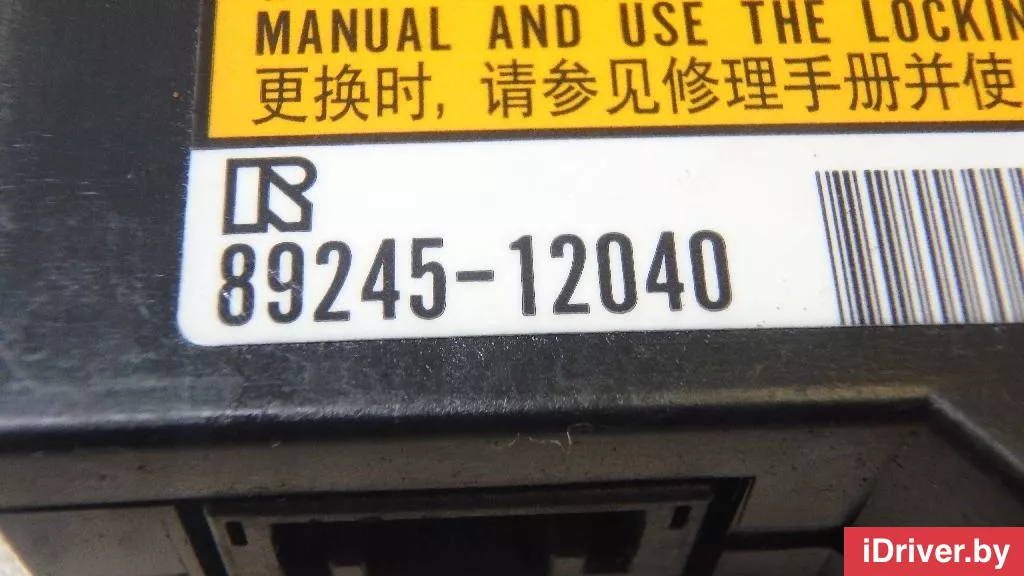 MANUAL AND USE THE LOCKIN
更换时, 请参见修理手册并使
R
89245-12040
iDriver.by